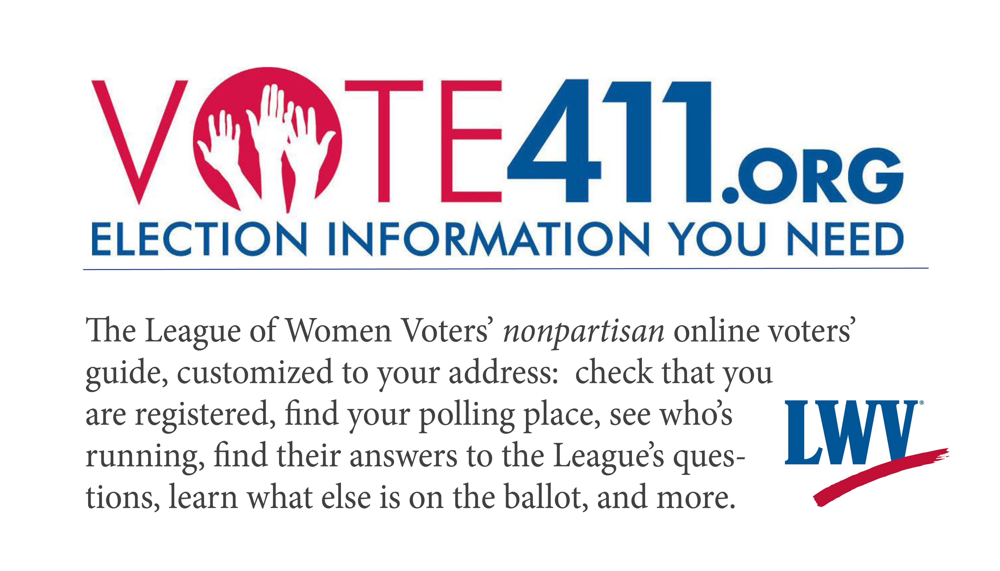 VOTE411.ORG
ELECTION INFORMATION YOU NEED
The League of Women Voters’ nonpartisan online voters’
guide, customized to your address:  check that you
are registered, find your polling place, see who’s
running, find their answers to the League’s ques-
tions, learn what else is on the ballot, and more.
LWV®